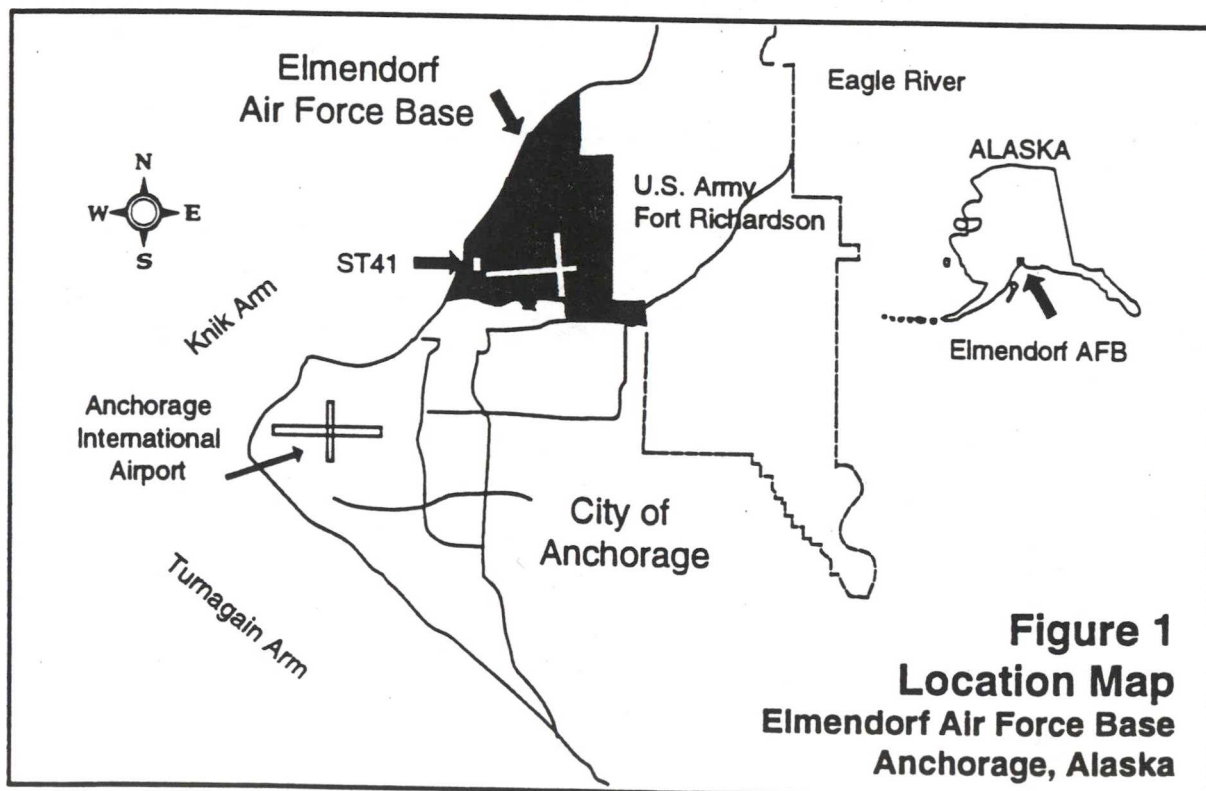 Elmendorf
Air Force Base
Eagle River
ALASKA
N
W E
S
U.S. Army
Fort Richardson
ST41
Knik Arm
Elmendorf AFB
Anchorage
International
Airport
City of
Anchorage
Turnagain Arm
Figure 1
Location Map
Elmendorf Air Force Base
Anchorage, Alaska